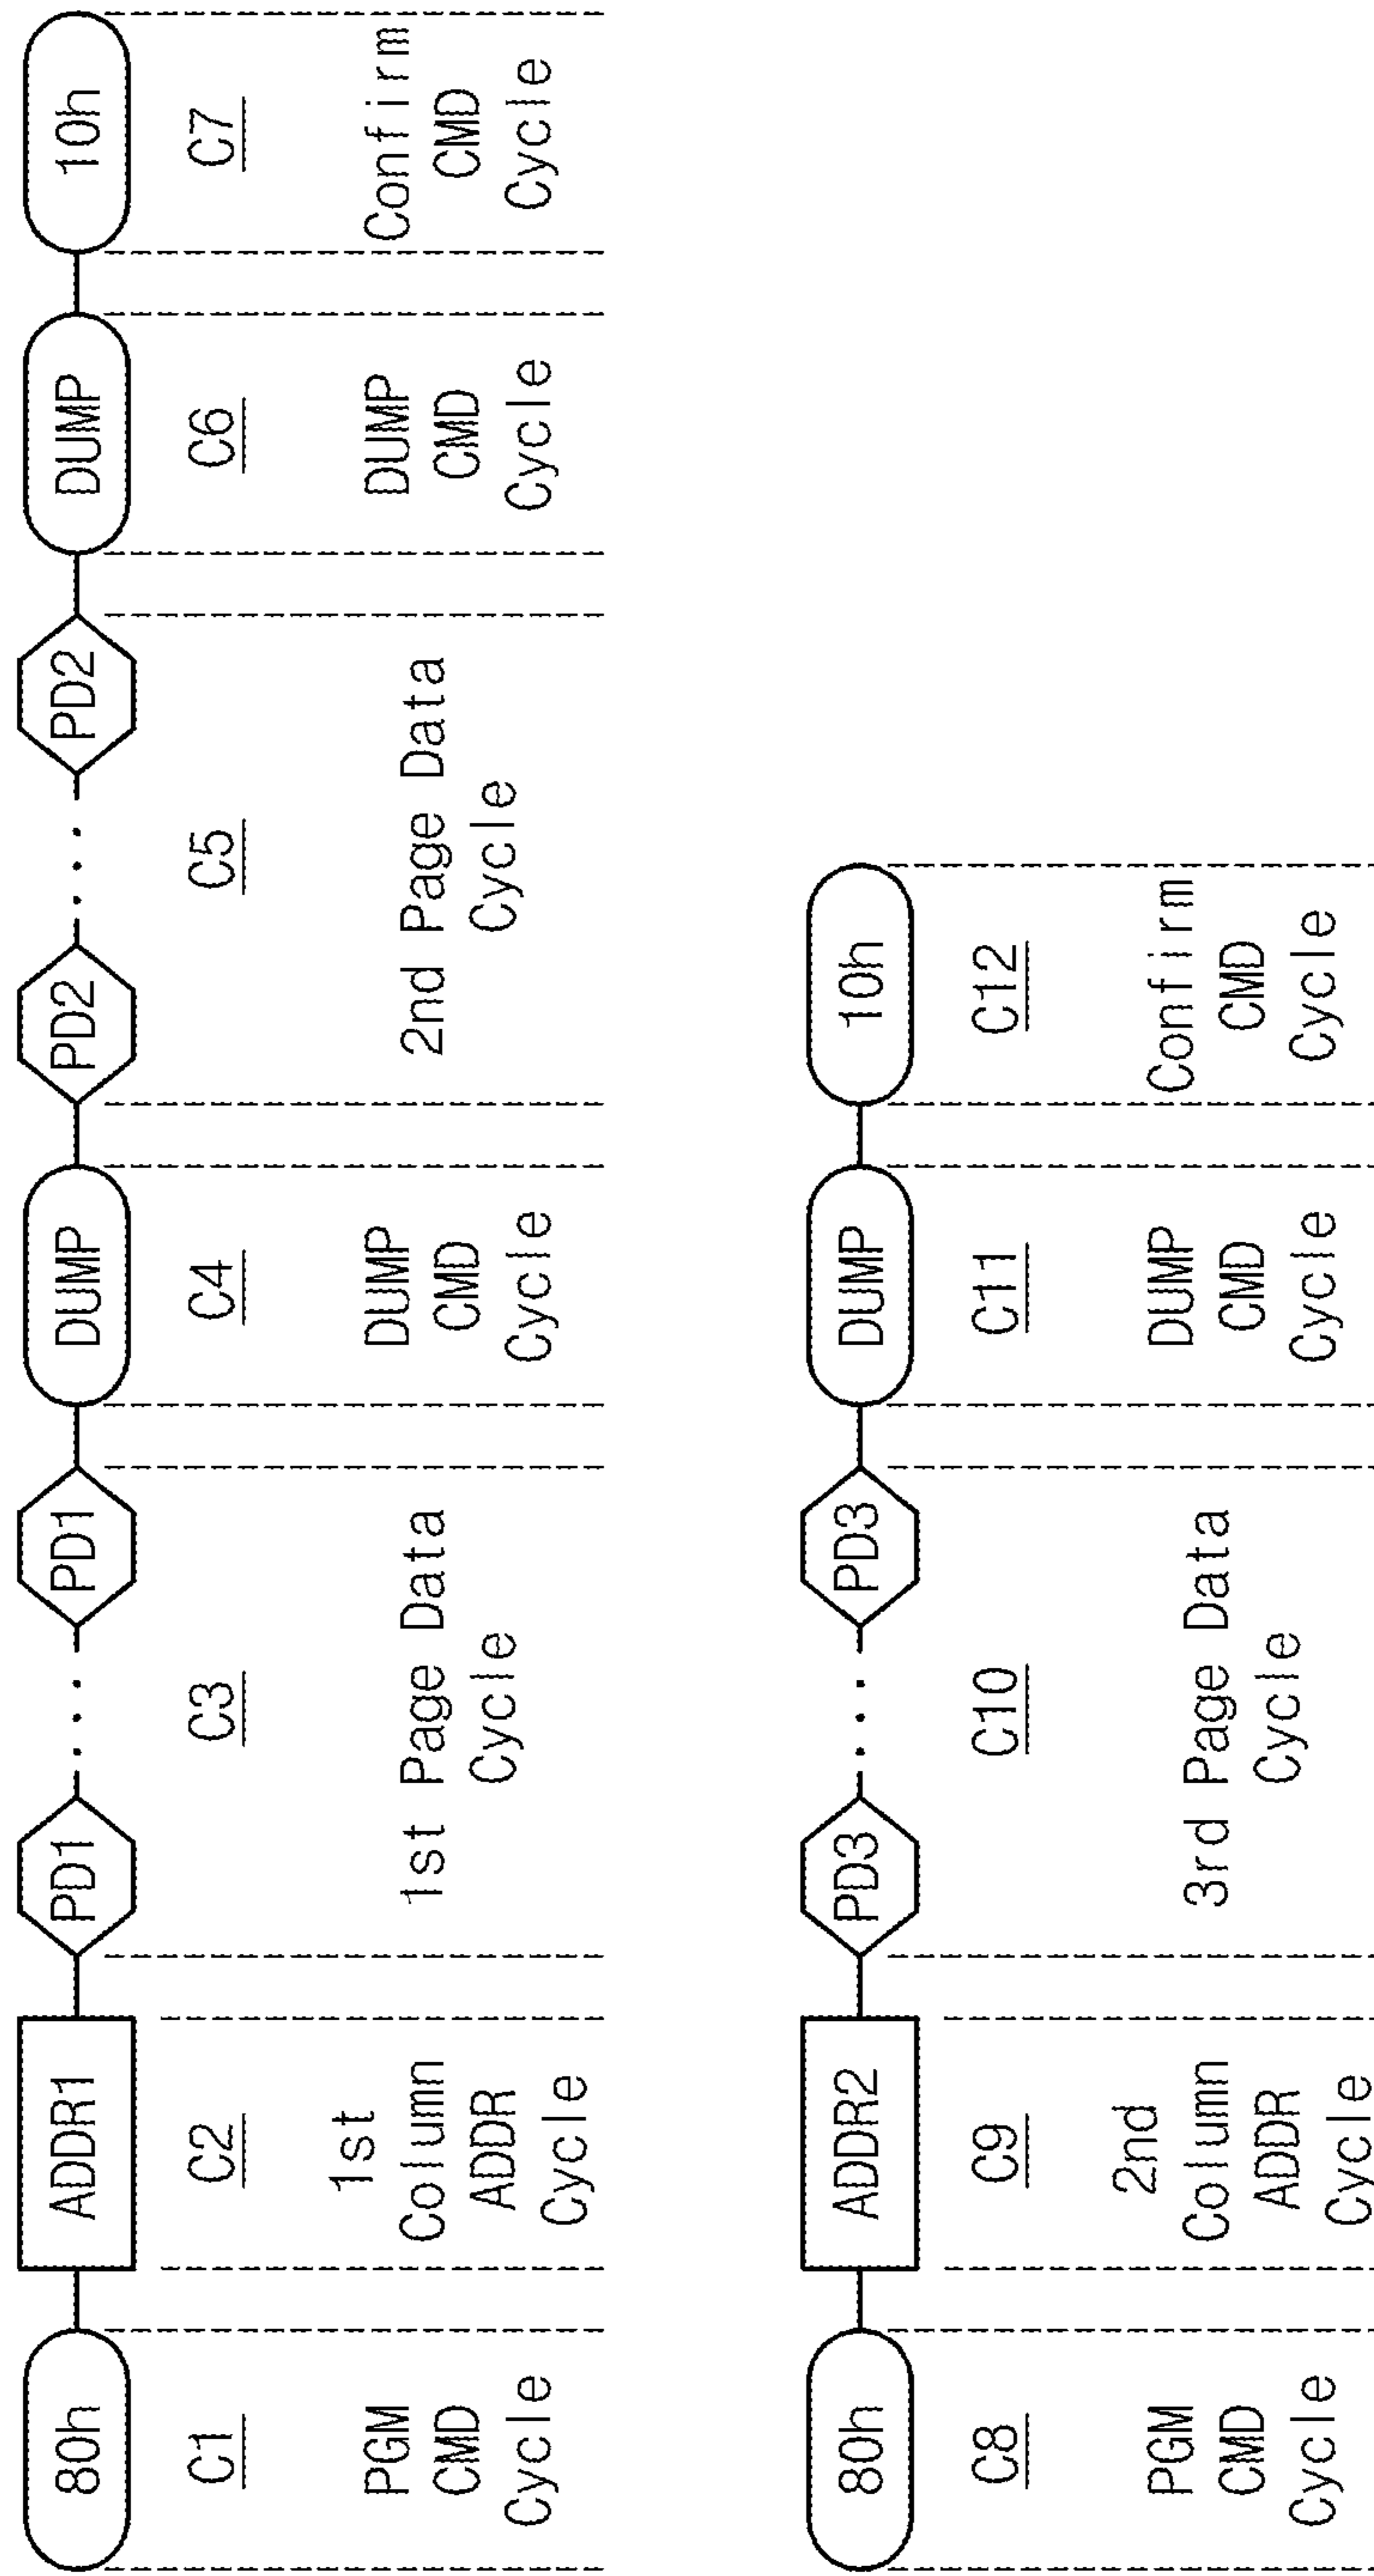 80h
ADDR1
PD1
· · ·
PD1
DUMP
PD2
· · ·
PD2
DUMP
10h
C1
C2
C3
C4
C5
C6
C7
PGM
CMD
Cycle
1st
Column
ADDR
Cycle
1st Page Data
Cycle
DUMP
CMD
Cycle
2nd Page Data
Cycle
DUMP
CMD
Cycle
Confirm
CMD
Cycle
80h
ADDR2
PD3
· · ·
PD3
DUMP
10h
C8
C9
C10
C11
C12
PGM
CMD
Cycle
2nd
Column
ADDR
Cycle
3rd Page Data
Cycle
DUMP
CMD
Cycle
Confirm
CMD
Cycle